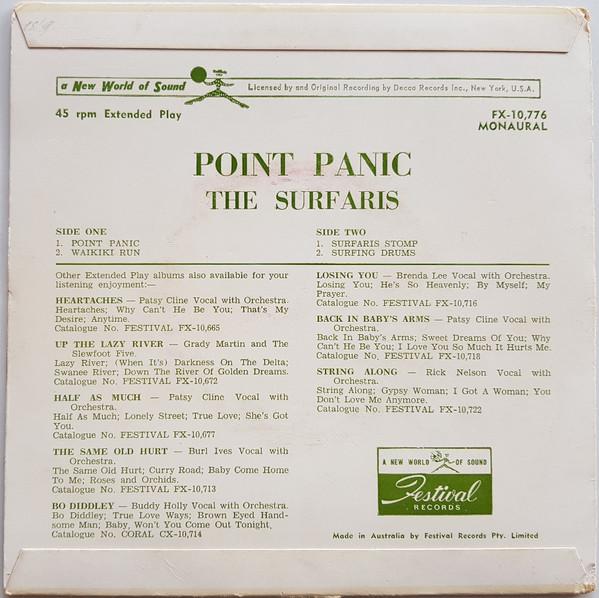 a New World of Sound
Licensed by and Original Recording by Decca Records Inc., New York, U.S.A.
45 rpm Extended Play
FX-10,776
MONAURAL
POINT PANIC
THE SURFARIS
SIDE ONE
1. POINT PANIC
2. WAIKIKI RUN
SIDE TWO
1. SURFARIS STOMP
2. SURFING DRUMS
Other Extended Play albums also available for your
listening enjoyment:—
HEARTACHES — Patsy Cline Vocal with Orchestra.
Heartaches; Why Can't He Be You; That's My
Desire; Anytime.
Catalogue No. FESTIVAL FX-10,665
UP THE LAZY RIVER — Grady Martin and The
Slewfoot Five.
Lazy River; (When It's) Darkness On The Delta;
Swanee River; Down The River Of Golden Dreams.
Catalogue No. FESTIVAL FX-10,672
HALF AS MUCH — Patsy Cline Vocal with
Orchestra.
Half As Much; Lonely Street; True Love; She's Got
You.
Catalogue No. FESTIVAL FX-10,677
THE SAME OLD HURT — Burl Ives Vocal with
Orchestra.
The Same Old Hurt; Curry Road; Baby Come Home
To Me; Roses and Orchids.
Catalogue No. FESTIVAL FX-10,713
BO DIDDLEY — Buddy Holly Vocal with Orchestra.
Bo Diddley; True Love Ways; Brown Eyed Hand-
some Man; Baby, Won't You Come Out Tonight.
Catalogue No. CORAL CX-10,714
LOSING YOU — Brenda Lee Vocal with Orchestra.
Losing You; He's So Heavenly; By Myself; My
Prayer.
Catalogue No. FESTIVAL FX-10,716
BACK IN BABY'S ARMS — Patsy Cline Vocal with
Orchestra.
Back In Baby's Arms; Sweet Dreams Of You; Why
Can't He Be You; I Love You So Much It Hurts Me.
Catalogue No. FESTIVAL FX-10,718
STRING ALONG — Rick Nelson Vocal with
Orchestra.
String Along; Gypsy Woman; I Got A Woman; You
Don't Love Me Anymore.
Catalogue No. FESTIVAL FX-10,722
A NEW WORLD OF SOUND
Festival
RECORDS
Made in Australia by Festival Records Pty. Limited